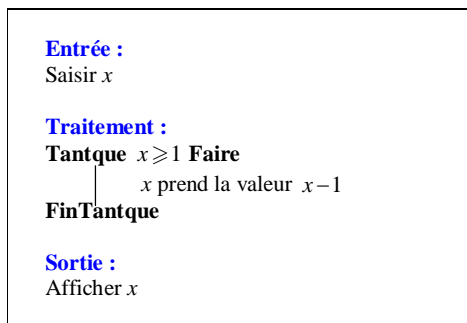 Entrée :
Saisir x
Traitement :
Tantque x⩾1 Faire
x prend la valeur x−1
FinTantque
Sortie :
Afficher x